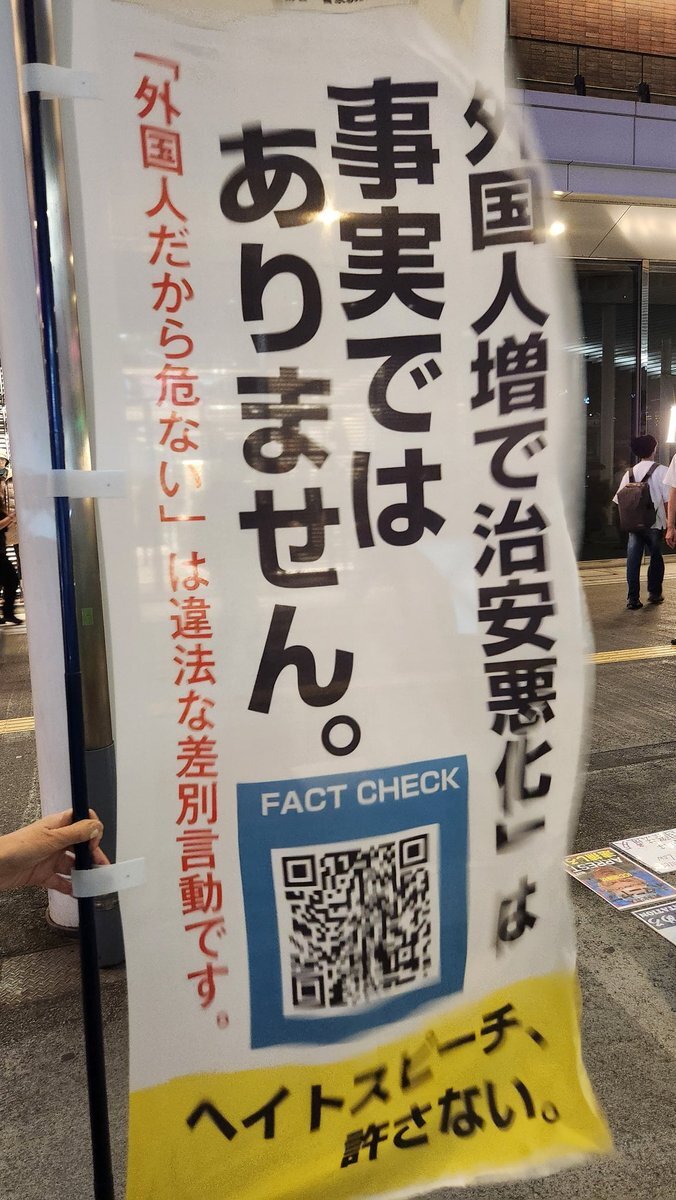 外国人増で治安悪化」は
事実では
ありません。
「外国人だから危ない」は違法な差別言動です。
FACT CHECK
ヘイトスピーチ、
許さない。